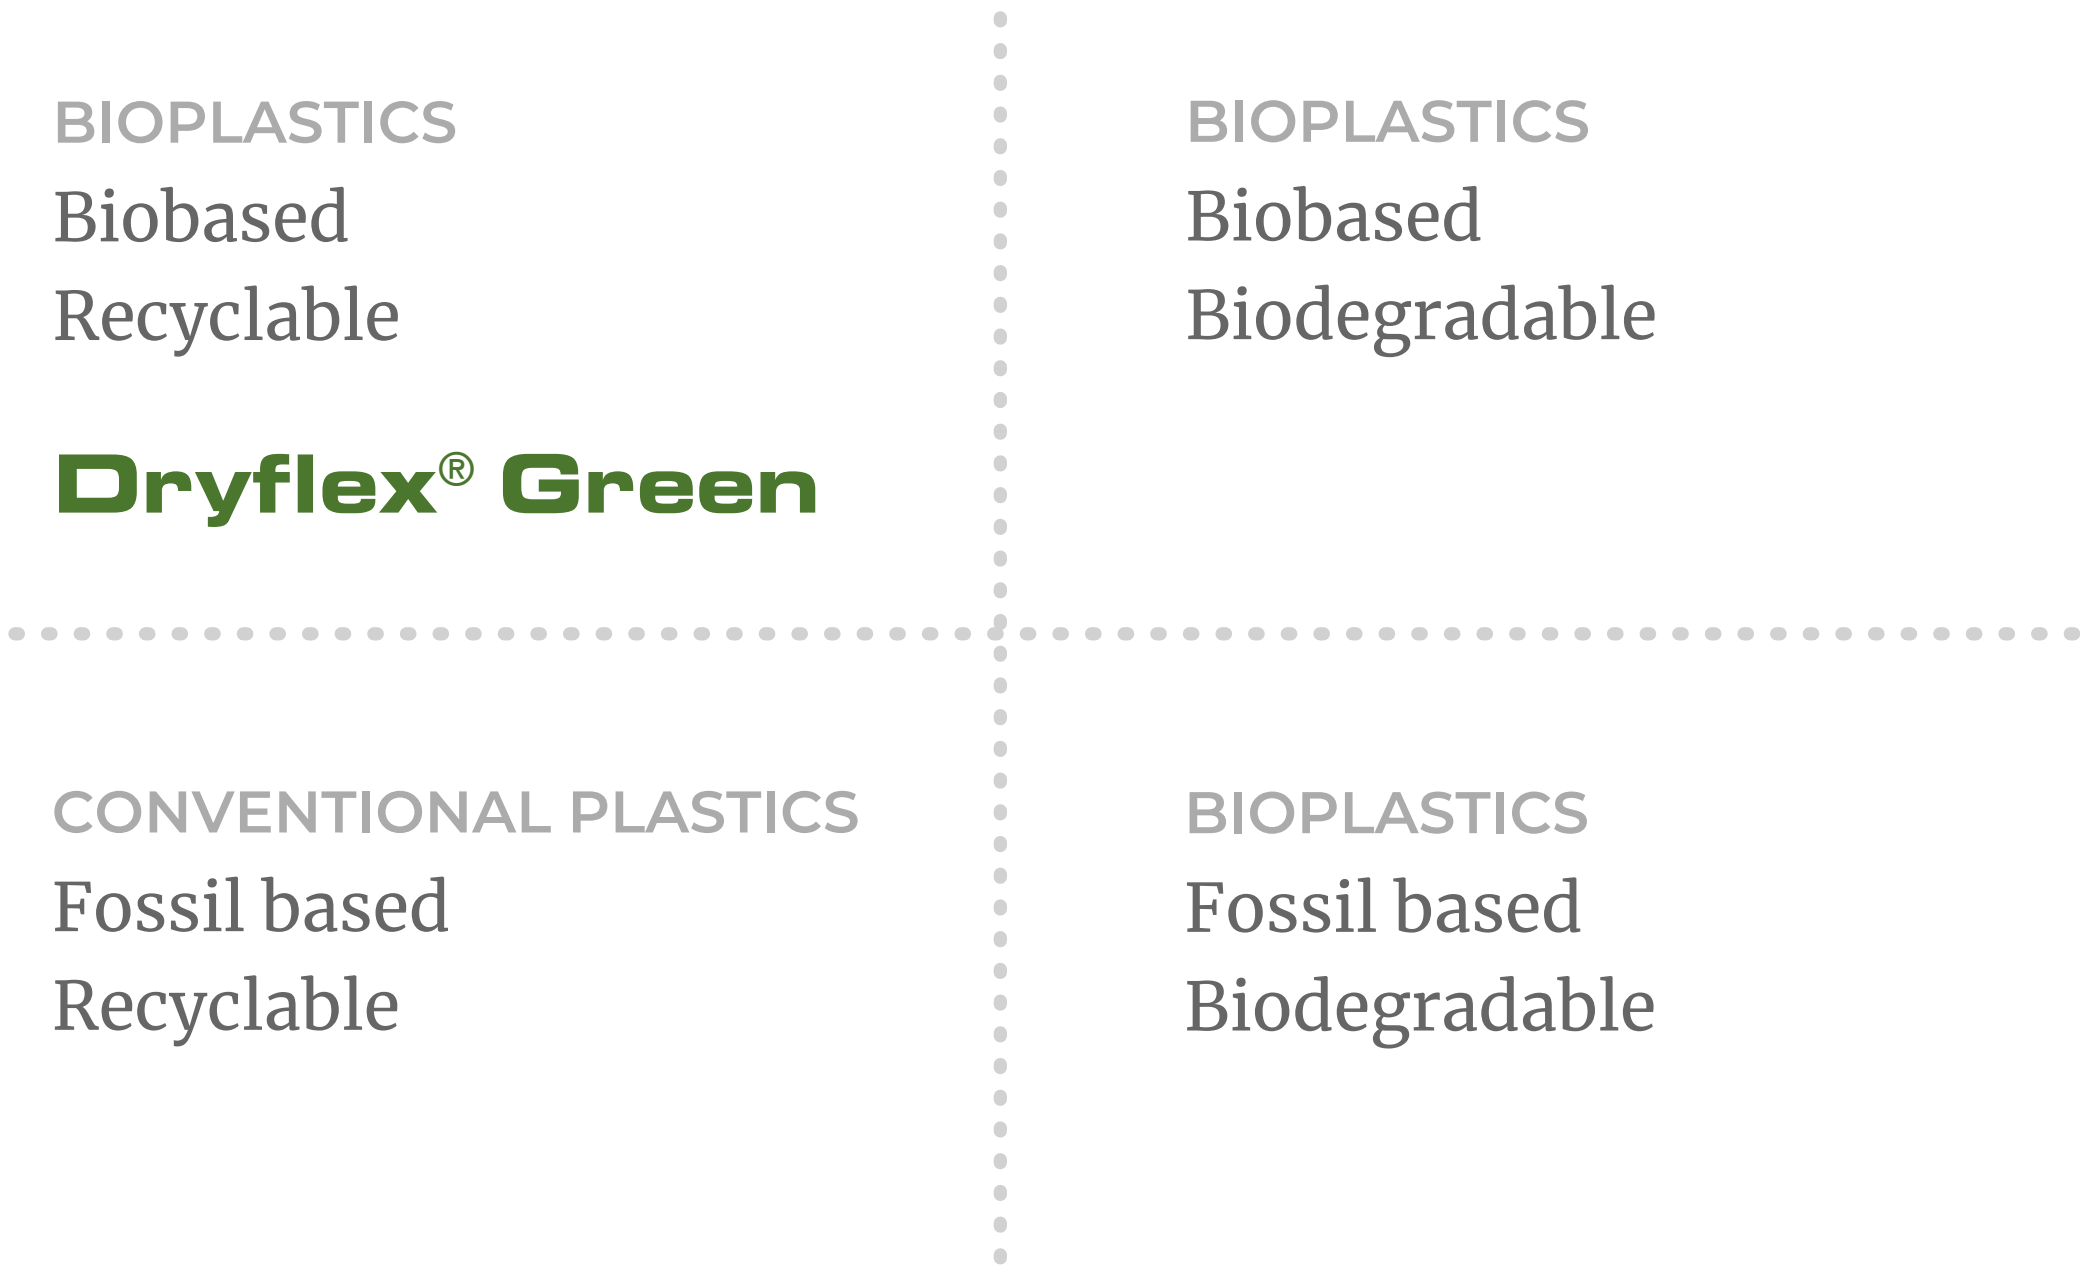 BIOPLASTICS
Biobased
Recyclable
Dryflex® Green
BIOPLASTICS
Biobased
Biodegradable
CONVENTIONAL PLASTICS
Fossil based
Recyclable
BIOPLASTICS
Fossil based
Biodegradable